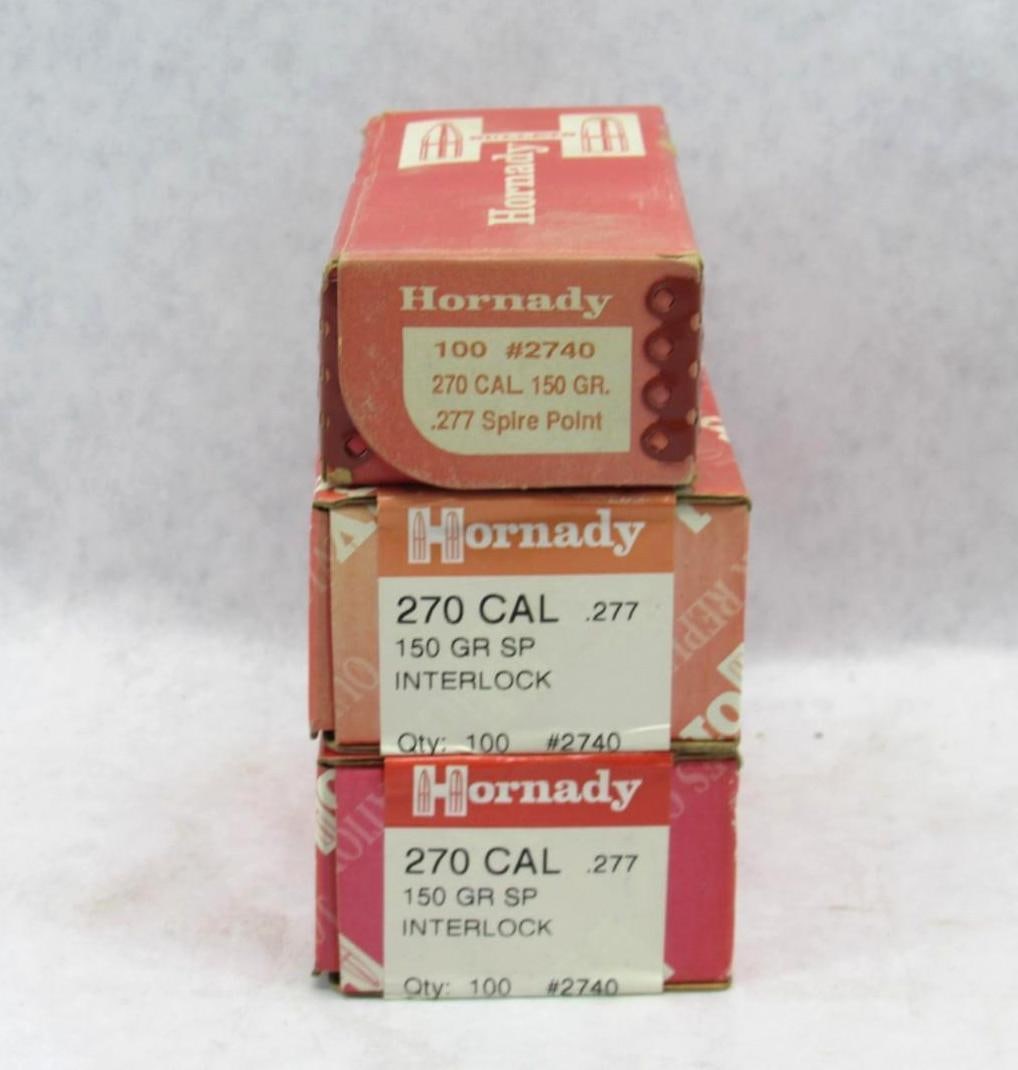 BULLETS
Hornady
Hornady
100 #2740
270 CAL. 150 GR.
.277 Spire Point
Hornady
270 CAL .277
150 GR SP
INTERLOCK
Qty: 100 #2740
Hornady
270 CAL .277
150 GR SP
INTERLOCK
Qty: 100 #2740